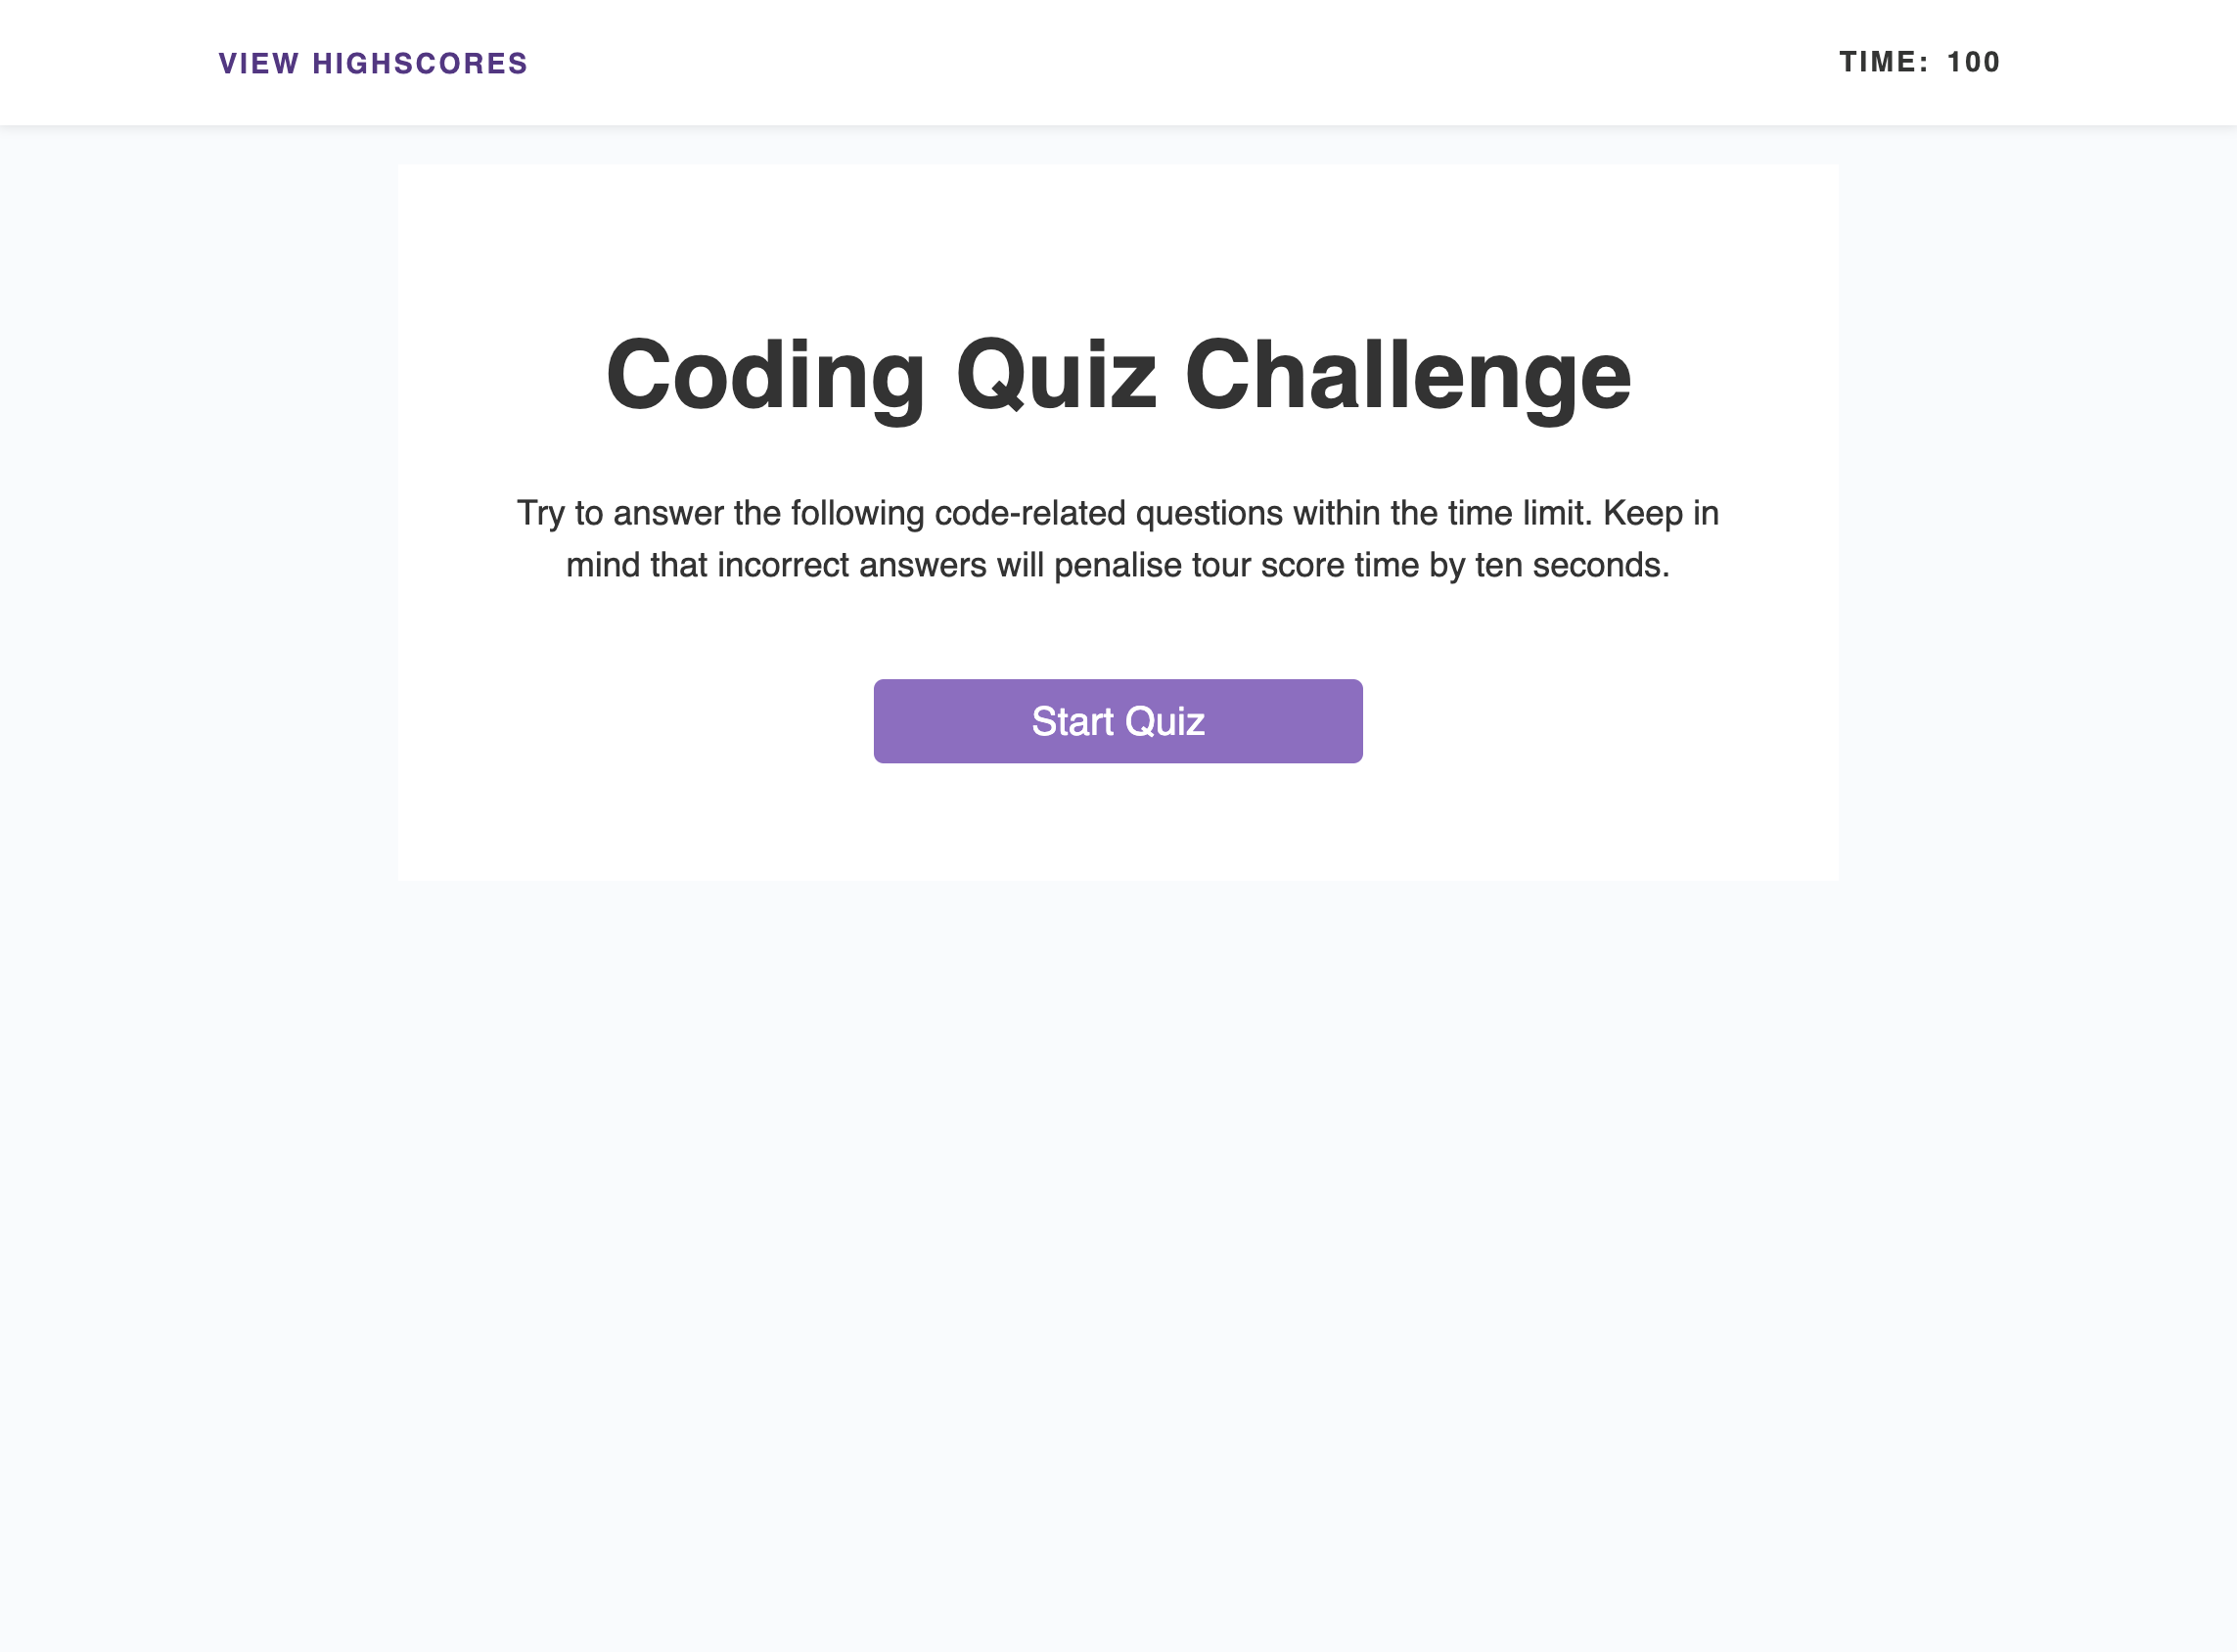 VIEW HIGHSCORES
TIME: 100
Coding Quiz Challenge
Try to answer the following code-related questions within the time limit. Keep in
mind that incorrect answers will penalise tour score time by ten seconds.
Start Quiz